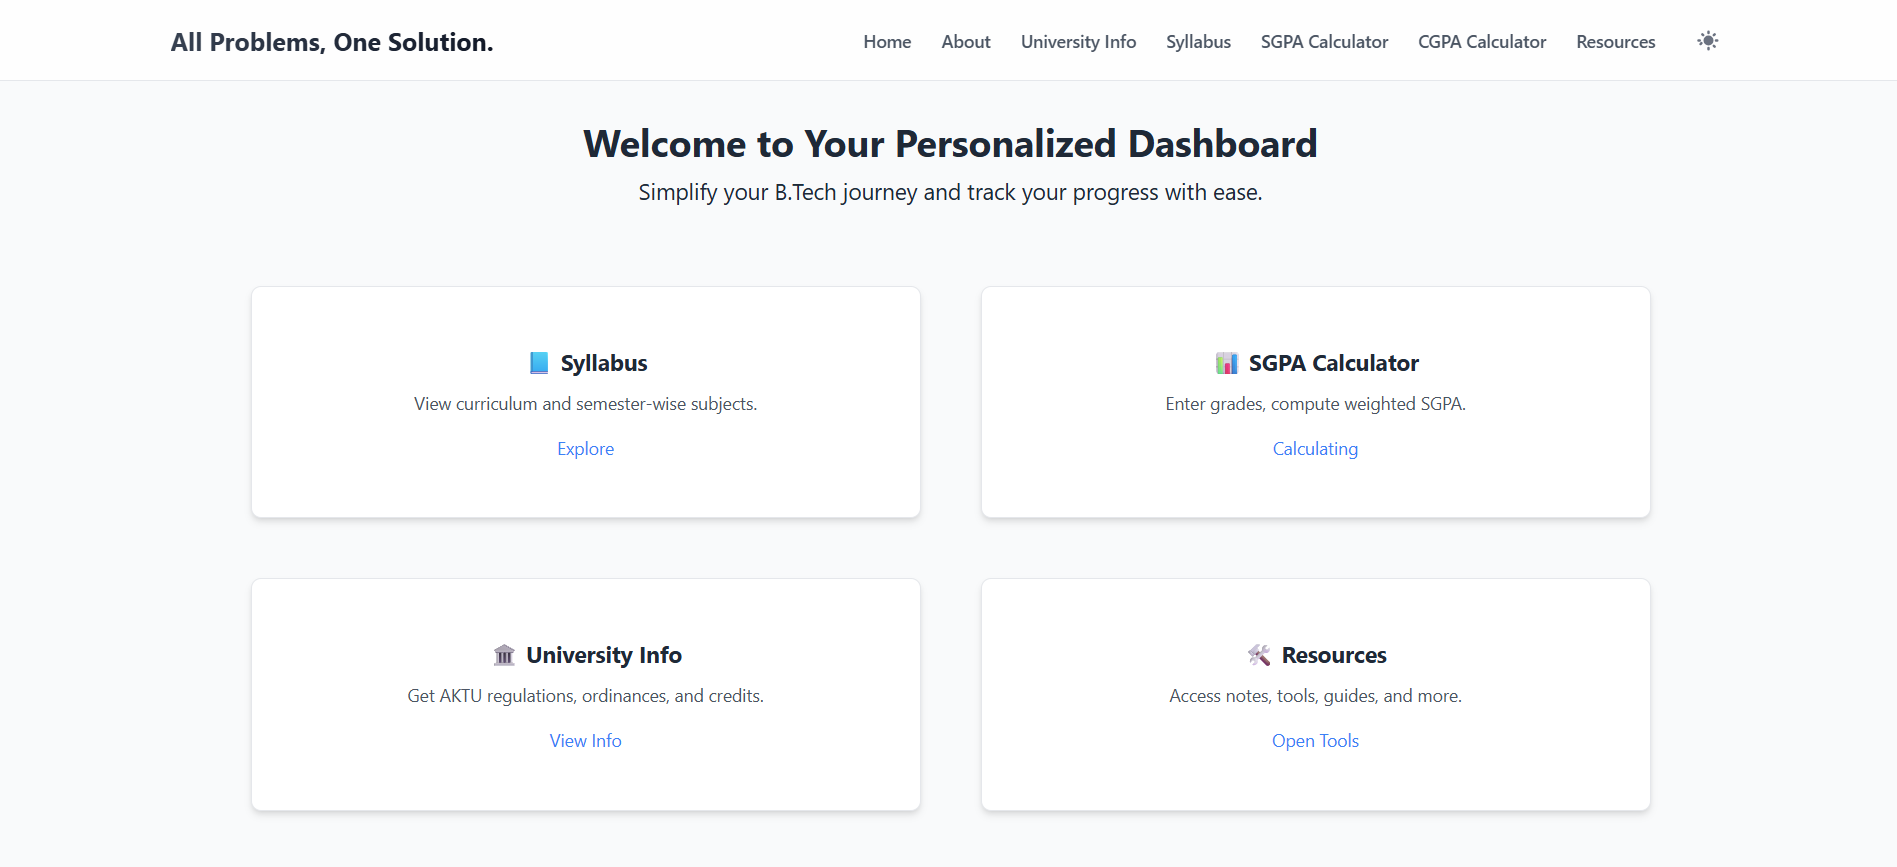 All Problems, One Solution.
Home About University Info Syllabus SGPA Calculator CGPA Calculator Resources
Welcome to Your Personalized Dashboard
Simplify your B.Tech journey and track your progress with ease.
Syllabus
View curriculum and semester-wise subjects.
Explore
SGPA Calculator
Enter grades, compute weighted SGPA.
Calculating
University Info
Get AKTU regulations, ordinances, and credits.
View Info
Resources
Access notes, tools, guides, and more.
Open Tools